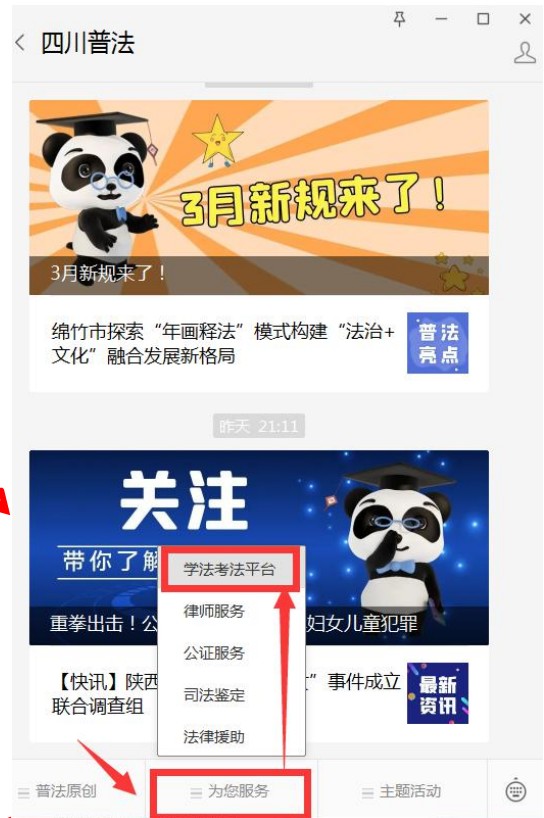 四川普法
3月新规来了!
3月新规来了!
绵竹市探索“年画释法”模式构建“法治+
文化”融合发展新格局
普法
亮点
昨天 21:11
关注
带你了解
重拳出击!公
妇女儿童犯罪
【快讯】陕西
”事件成立
联合调查组
最新
资讯
学法考法平台
律师服务
公证服务
司法鉴定
法律援助
普法原创
为您服务
主题活动